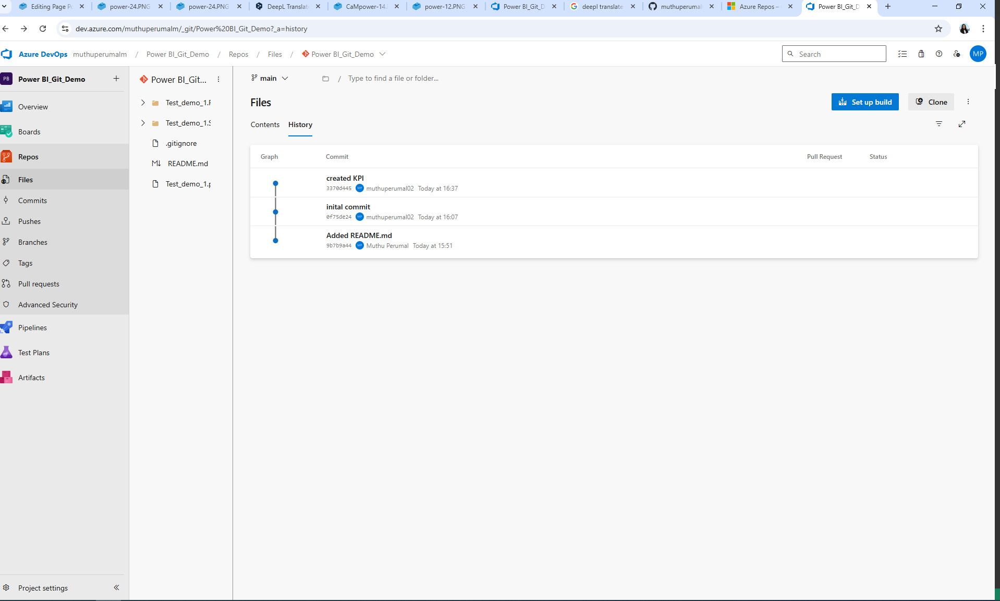 Editing Page Po
power-24.PNG
power-24.PNG
DeepL Translate
CaMpower-14.
power-12.PNG
Power BI_Git_D
deepl translate
muthuperumal
Azure Repos –
Power BI_Git_D
dev.azure.com/muthuperumalm/_git/Power%20BI_Git_Demo?_a=history
Azure DevOps muthuperumalm / Power BI_Git_Demo / Repos / Files / Power BI_Git_Demo
Search
MP
PB Power BI_Git_Demo
Overview
Boards
Repos
Files
Commits
Pushes
Branches
Tags
Pull requests
Advanced Security
Pipelines
Test Plans
Artifacts
Project settings
Power BI_Git...
Test_demo_1.
Test_demo_1.S
.gitignore
README.md
Test_demo_1.p
main
/ Type to find a file or folder...
Files
Set up build
Clone
Contents History
Graph Commit Pull Request Status
created KPI
3370d445 MP muthuperumal02 Today at 16:37
inital commit
0f75de24 MP muthuperumal02 Today at 16:07
Added README.md
9b7b9a44 MP Muthu Perumal Today at 15:51